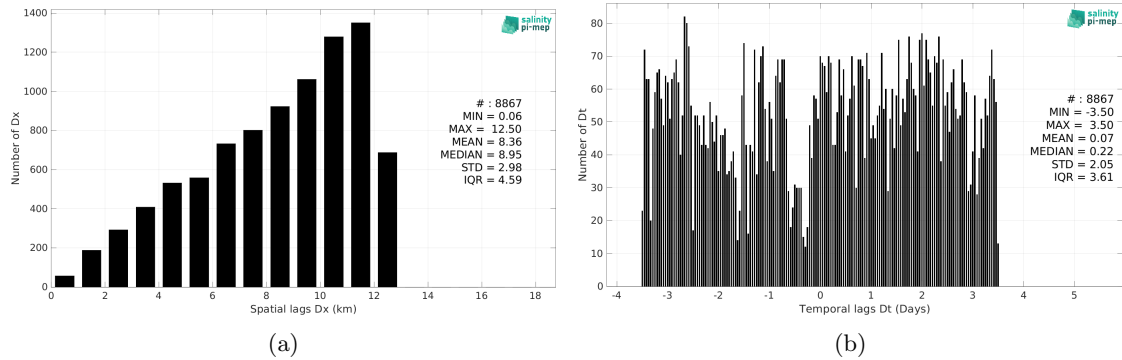 1400
1200
1000
800
600
400
200
0
Number of Dx
salinity
pi-mep
# : 8867
MIN = 0.06
MAX = 12.50
MEAN = 8.36
MEDIAN = 8.95
STD = 2.98
IQR = 4.59
0 2 4 6 8 10 12 14 16 18
Spatial lags Dx (km)
(a)
80
70
60
50
40
30
20
10
0
Number of Dt
salinity
pi-mep
# : 8867
MIN = -3.50
MAX = 3.50
MEAN = 0.07
MEDIAN = 0.22
STD = 2.05
IQR = 3.61
-4 -3 -2 -1 0 1 2 3 4 5
Temporal lags Dt (Days)
(b)